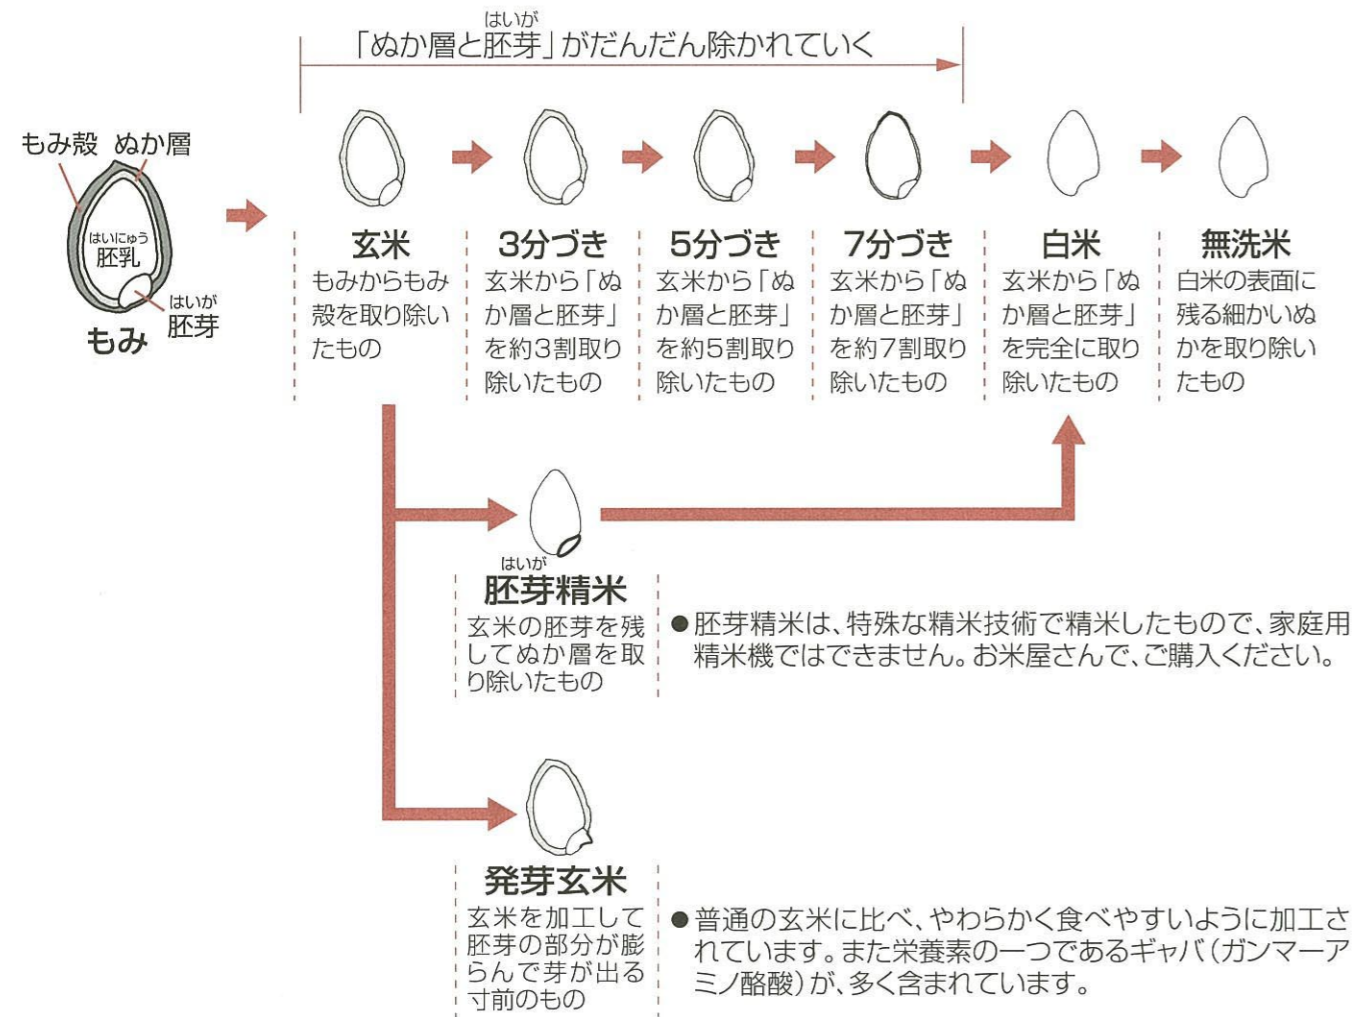 はいが
「ぬか層と胚芽」がだんだん除かれていく
もみ殻 ぬか層
はいにゅう
胚乳
はいが
胚芽
もみ
玄米
もみからもみ
殻を取り除い
たもの
3分づき
玄米から「ぬ
か層と胚芽」
を約3割取り
除いたもの
5分づき
玄米から「ぬ
か層と胚芽」
を約5割取り
除いたもの
7分づき
玄米から「ぬ
か層と胚芽」
を約7割取り
除いたもの
白米
玄米から「ぬ
か層と胚芽」
を完全に取り
除いたもの
無洗米
白米の表面に
残る細かいぬ
かを取り除い
たもの
はいが
胚芽精米
玄米の胚芽を残
してぬか層を取
り除いたもの
●胚芽精米は、特殊な精米技術で精米したもので、家庭用
精米機ではできません。お米屋さんで、ご購入ください。
発芽玄米
玄米を加工して
胚芽の部分が膨
らんで芽が出る
寸前のもの
●普通の玄米に比べ、やわらかく食べやすいように加工さ
れています。また栄養素の一つであるギャバ(ガンマーア
ミノ酪酸)が、多く含まれています。